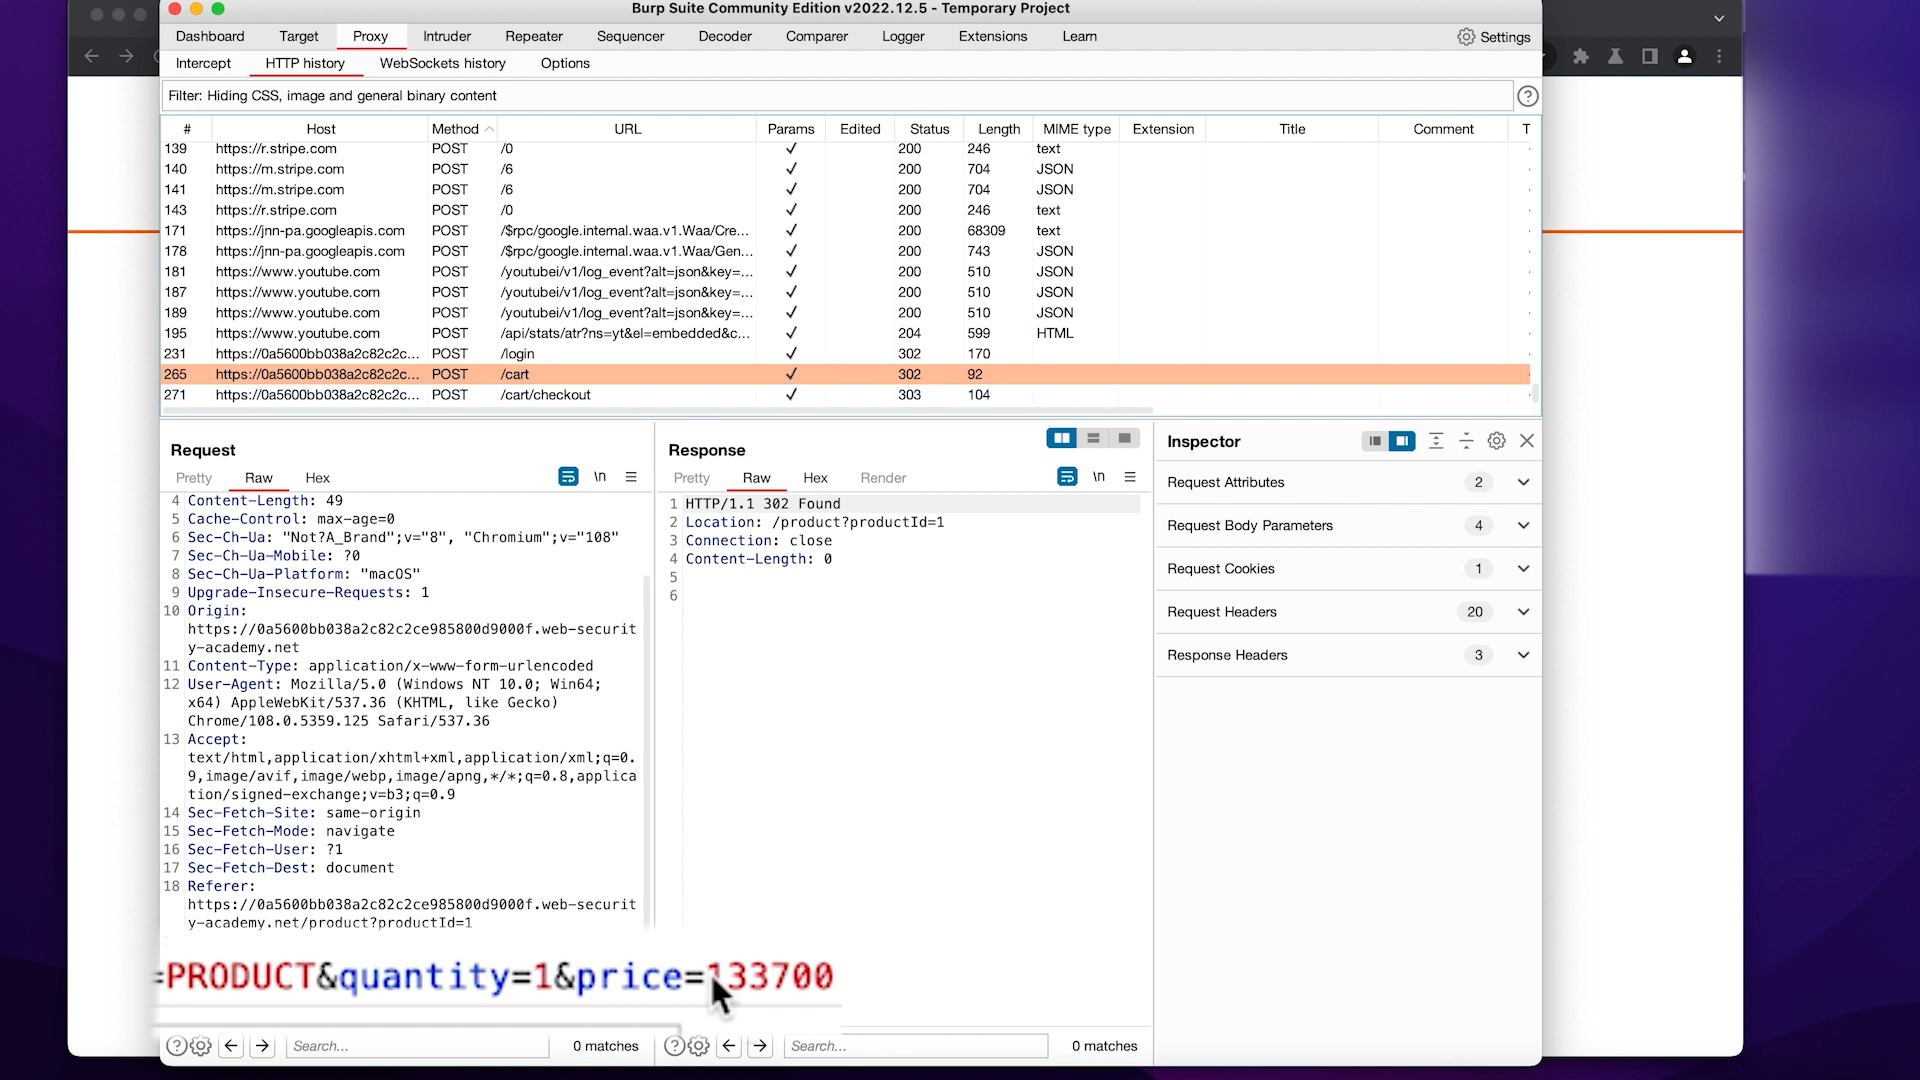 Burp Suite Community Edition v2022.12.5 - Temporary Project
Dashboard Target Proxy Intruder Repeater Sequencer Decoder Comparer Logger Extensions Learn Settings
Intercept HTTP history WebSockets history Options
Filter: Hiding CSS, image and general binary content
# Host Method URL Params Edited Status Length MIME type Extension Title Comment T
139 https://r.stripe.com POST /0 ✓ 200 246 text
140 https://m.stripe.com POST /6 ✓ 200 704 JSON
141 https://m.stripe.com POST /6 ✓ 200 704 JSON
143 https://r.stripe.com POST /0 ✓ 200 246 text
171 https://jnn-pa.googleapis.com POST /$rpc/google.internal.waa.v1.Waa/Cre... ✓ 200 68309 text
178 https://jnn-pa.googleapis.com POST /$rpc/google.internal.waa.v1.Waa/Gen... ✓ 200 743 JSON
181 https://www.youtube.com POST /youtubei/v1/log_event?alt=json&key=... ✓ 200 510 JSON
187 https://www.youtube.com POST /youtubei/v1/log_event?alt=json&key=... ✓ 200 510 JSON
189 https://www.youtube.com POST /youtubei/v1/log_event?alt=json&key=... ✓ 200 510 JSON
195 https://www.youtube.com POST /api/stats/atr?ns=yt&el=embedded&c... ✓ 204 599 HTML
231 https://0a5600bb038a2c82c2c... POST /login ✓ 302 170
265 https://0a5600bb038a2c82c2c... POST /cart ✓ 302 92
271 https://0a5600bb038a2c82c2c... POST /cart/checkout ✓ 303 104
Request
Pretty Raw Hex \n
4 Content-Length: 49
5 Cache-Control: max-age=0
6 Sec-Ch-Ua: "Not?A_Brand";v="8", "Chromium";v="108"
7 Sec-Ch-Ua-Mobile: ?0
8 Sec-Ch-Ua-Platform: "macOS"
9 Upgrade-Insecure-Requests: 1
10 Origin:
https://0a5600bb038a2c82c2ce985800d9000f.web-securit
y-academy.net
11 Content-Type: application/x-www-form-urlencoded
12 User-Agent: Mozilla/5.0 (Windows NT 10.0; Win64;
x64) AppleWebKit/537.36 (KHTML, like Gecko)
Chrome/108.0.5359.125 Safari/537.36
13 Accept:
text/html,application/xhtml+xml,application/xml;q=0.
9,image/avif,image/webp,image/apng,*/*;q=0.8,applica
tion/signed-exchange;v=b3;q=0.9
14 Sec-Fetch-Site: same-origin
15 Sec-Fetch-Mode: navigate
16 Sec-Fetch-User: ?1
17 Sec-Fetch-Dest: document
18 Referer:
https://0a5600bb038a2c82c2ce985800d9000f.web-securit
y-academy.net/product?productId=1
=PRODUCT&quantity=1&price=133700
Search... 0 matches
Response
Pretty Raw Hex Render \n
1 HTTP/1.1 302 Found
2 Location: /product?productId=1
3 Connection: close
4 Content-Length: 0
5
6
Search... 0 matches
Inspector
Request Attributes 2
Request Body Parameters 4
Request Cookies 1
Request Headers 20
Response Headers 3